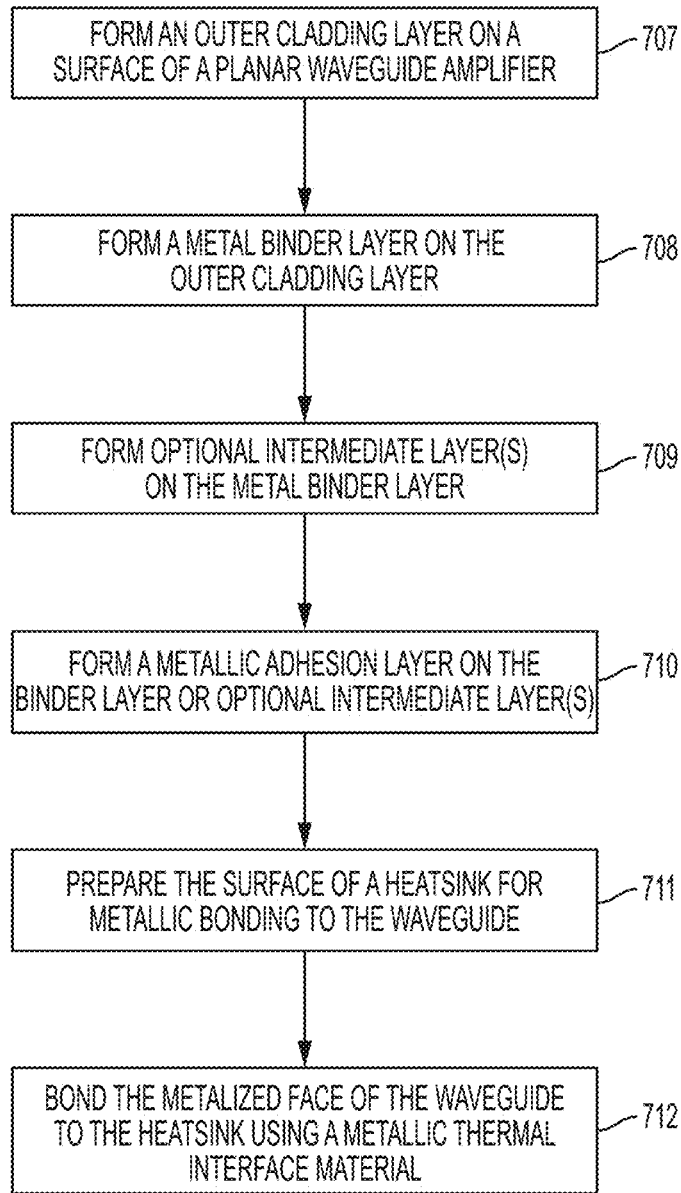 FORM AN OUTER CLADDING LAYER ON A
SURFACE OF A PLANAR WAVEGUIDE AMPLIFIER
707
FORM A METAL BINDER LAYER ON THE
OUTER CLADDING LAYER
708
FORM OPTIONAL INTERMEDIATE LAYER(S)
ON THE METAL BINDER LAYER
709
FORM A METALLIC ADHESION LAYER ON THE
BINDER LAYER OR OPTIONAL INTERMEDIATE LAYER(S)
710
PREPARE THE SURFACE OF A HEATSINK FOR
METALLIC BONDING TO THE WAVEGUIDE
711
BOND THE METALIZED FACE OF THE WAVEGUIDE
TO THE HEATSINK USING A METALLIC THERMAL
INTERFACE MATERIAL
712